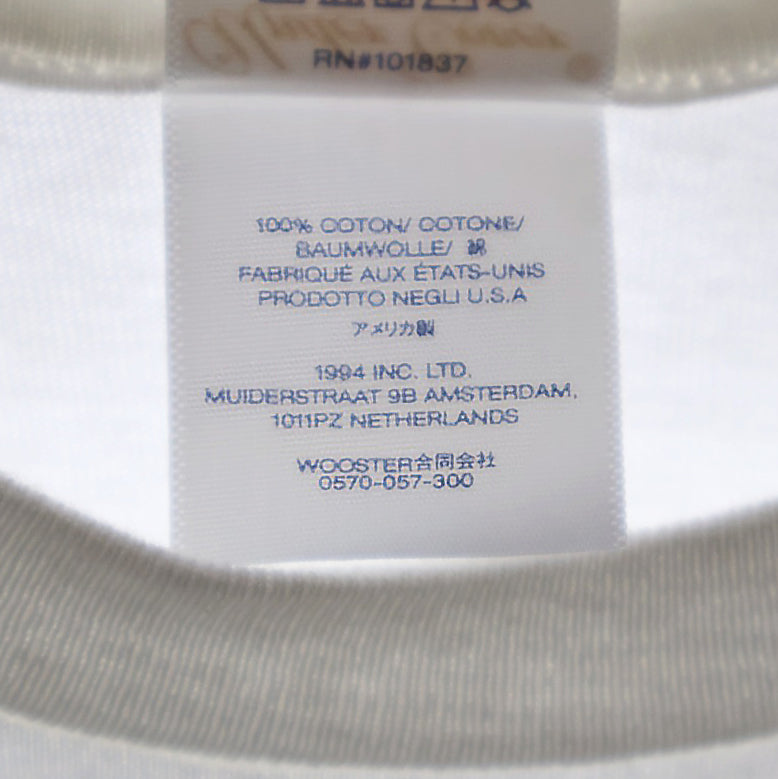 RN#101837
100% COTON/ COTONE/
BAUMWOLLE/ 綿
FABRIQUÉ AUX ÉTATS-UNIS
PRODOTTO NEGLI U.S.A
アメリカ製
1994 INC. LTD.
MUIDERSTRAAT 9B AMSTERDAM,
1011PZ NETHERLANDS
WOOSTER合同会社
0570-057-300